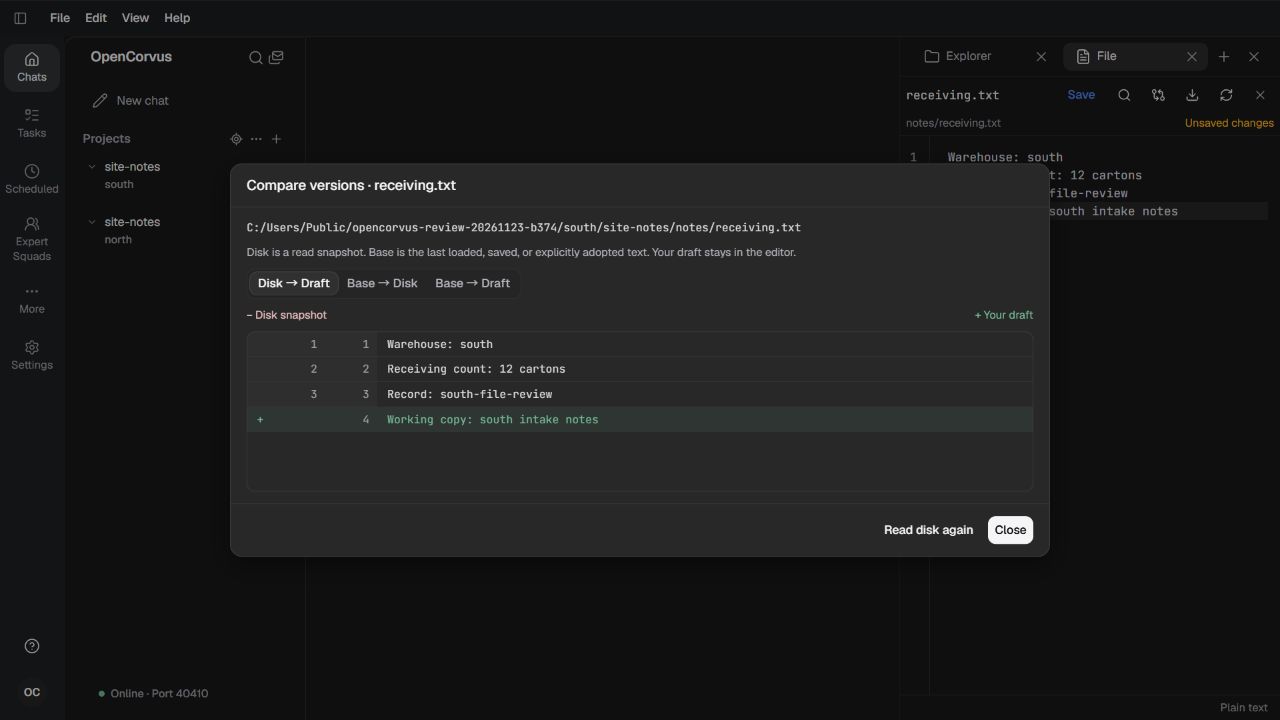 File Edit View Help
Chats
Tasks
Scheduled
Expert
Squads
More
Settings
OC
OpenCorvus
New chat
Projects
site-notes
south
site-notes
north
Online · Port 40410
Explorer
File
receiving.txt
Save
notes/receiving.txt
Unsaved changes
1 Warehouse: south
t: 12 cartons
file-review
south intake notes
Plain text
Compare versions · receiving.txt
C:/Users/Public/opencorvus-review-20261123-b374/south/site-notes/notes/receiving.txt
Disk is a read snapshot. Base is the last loaded, saved, or explicitly adopted text. Your draft stays in the editor.
Disk → Draft Base → Disk Base → Draft
− Disk snapshot + Your draft
1 1 Warehouse: south
2 2 Receiving count: 12 cartons
3 3 Record: south-file-review
+ 4 Working copy: south intake notes
Read disk again Close